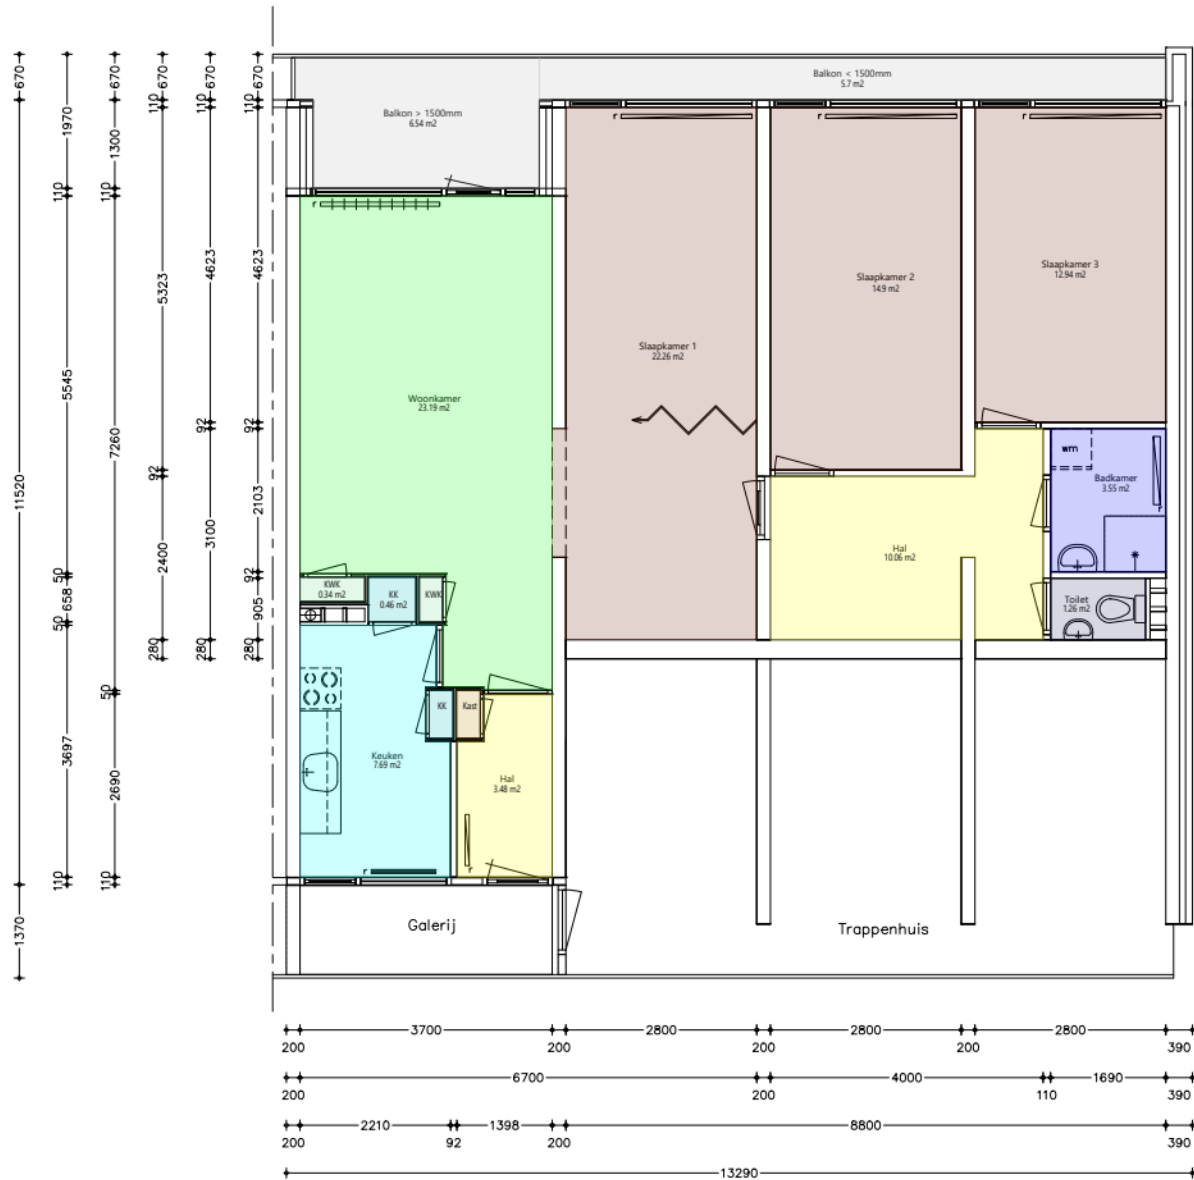 Balkon < 1500mm
5.7 m2
Balkon > 1500mm
6.54 m2
r
r
r
r
Slaapkamer 3
12.94 m2
Slaapkamer 2
14.9 m2
Slaapkamer 1
22.26 m2
Woonkamer
23.19 m2
wm
Badkamer
3.55 m2
r
Hal
10.06 m2
KWK
0.34 m2
KK
0.46 m2
KWK
Toilet
1.26 m2
KK
Kast
Keuken
7.69 m2
Hal
3.48 m2
r
r
Galerij
Trappenhuis
670
11520
1370
670
1970
110
5545
50
658
50
3697
110
670
1300
110
7260
50
2690
110
670
110
5323
92
2400
280
670
110
4623
92
3100
280
670
110
4623
92
2103
92
905
280
3700 2800 2800 2800
200 200 200 200 390
6700 4000 1690
200 200 110 390
2210 1398 8800
200 92 200 390
13290